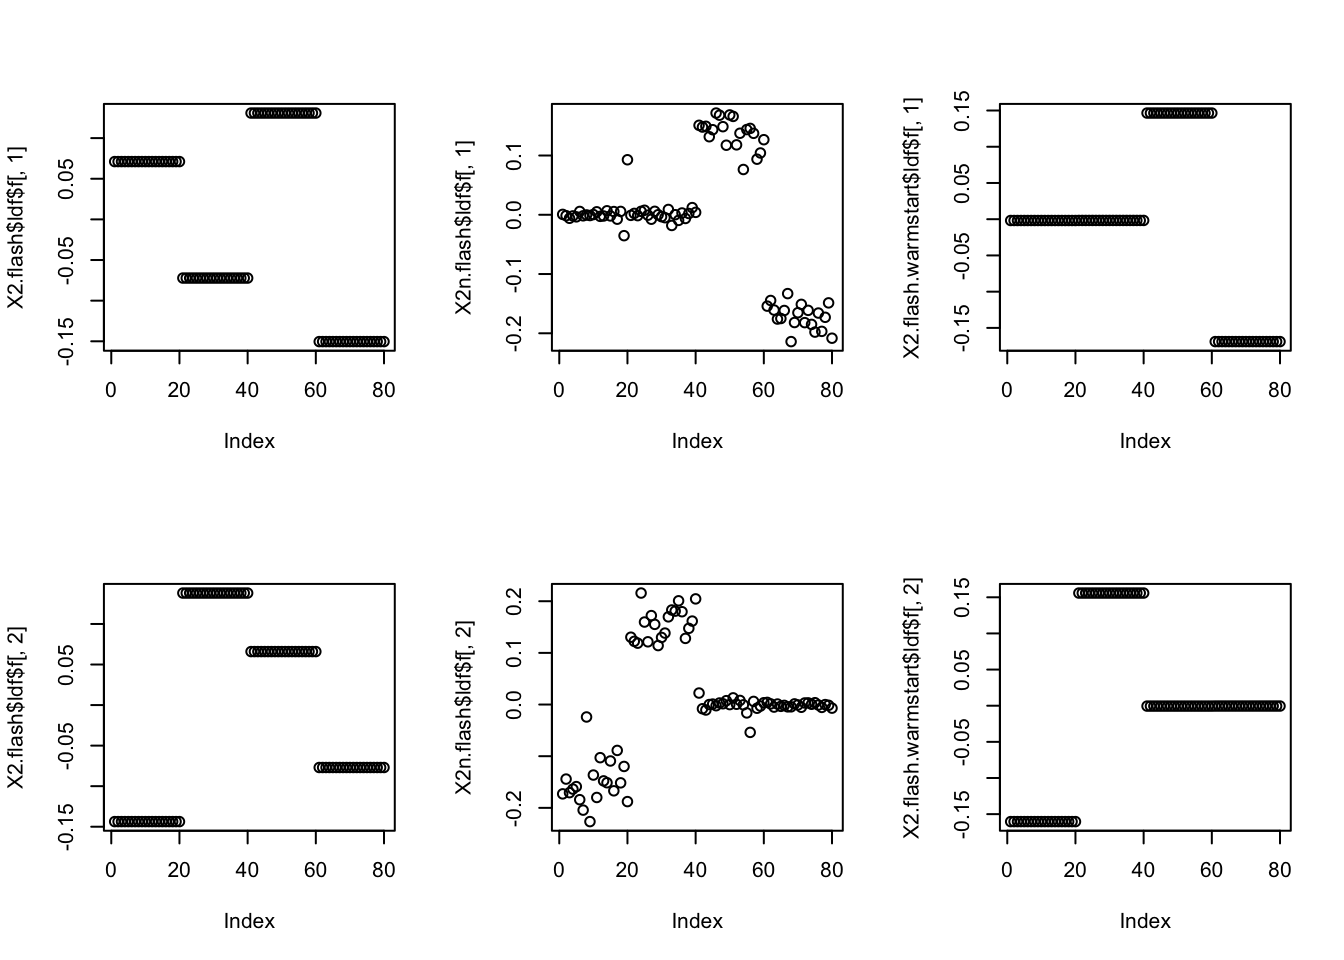 X2.flash$ldf$f[, 1]
-0.15 -0.05 0.05
0 20 40 60 80
Index
X2n.flash$ldf$f[, 1]
-0.2 -0.1 0.0 0.1
0 20 40 60 80
Index
X2.flash.warmstart$ldf$f[, 1]
-0.15 -0.05 0.05 0.15
0 20 40 60 80
Index
X2.flash$ldf$f[, 2]
-0.15 -0.05 0.05
0 20 40 60 80
Index
X2n.flash$ldf$f[, 2]
-0.2 0.0 0.1 0.2
0 20 40 60 80
Index
X2.flash.warmstart$ldf$f[, 2]
-0.15 -0.05 0.05 0.15
0 20 40 60 80
Index